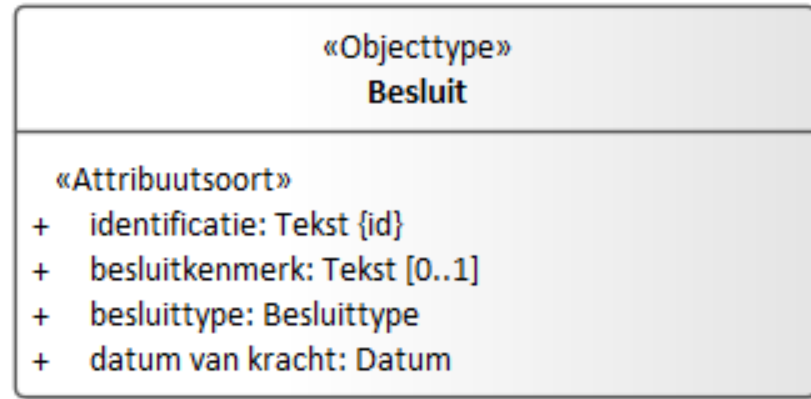 «Objecttype»
Besluit
«Attribuutsoort»
+ identificatie: Tekst {id}
+ besluitkenmerk: Tekst [0..1]
+ besluittype: Besluittype
+ datum van kracht: Datum